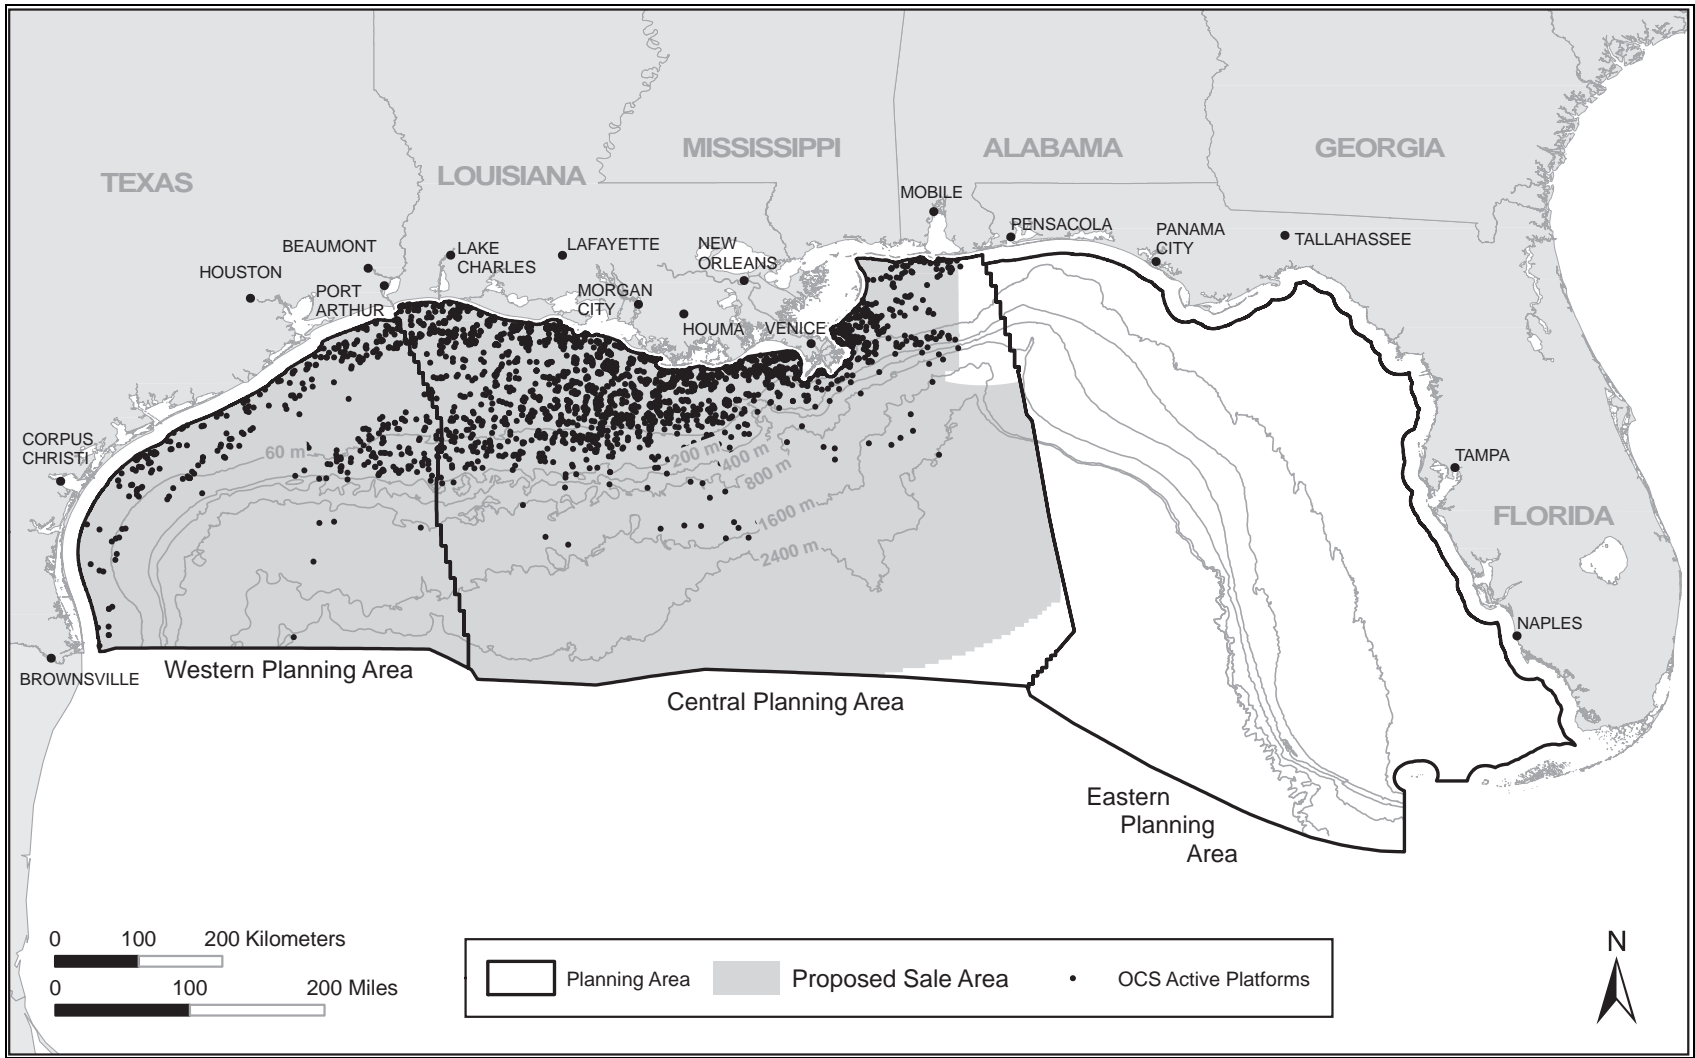 MISSISSIPPI
ALABAMA
GEORGIA
TEXAS
LOUISIANA
MOBILE
PENSACOLA
PANAMA
CITY
TALLAHASSEE
BEAUMONT
LAKE
CHARLES
LAFAYETTE
NEW
ORLEANS
HOUSTON
PORT
ARTHUR
MORGAN
CITY
HOUMA
VENICE
CORPUS
CHRISTI
60 m
200 m
400 m
800 m
1600 m
2400 m
TAMPA
FLORIDA
NAPLES
BROWNSVILLE
Western Planning Area
Central Planning Area
Eastern
Planning
Area
0 100 200 Kilometers
0 100 200 Miles
Planning Area
Proposed Sale Area
OCS Active Platforms
N